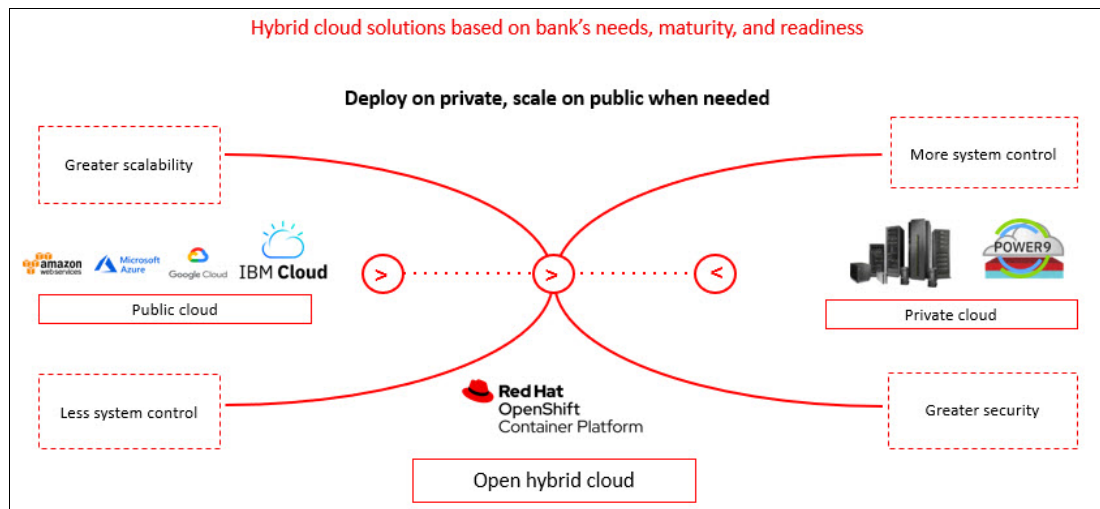 Hybrid cloud solutions based on bank's needs, maturity, and readiness
Deploy on private, scale on public when needed
Greater scalability
More system control
amazon
webservices
Microsoft
Azure
Google Cloud
IBM Cloud
POWER9
>
>
<
Public cloud
Private cloud
Less system control
Red Hat
OpenShift
Container Platform
Greater security
Open hybrid cloud